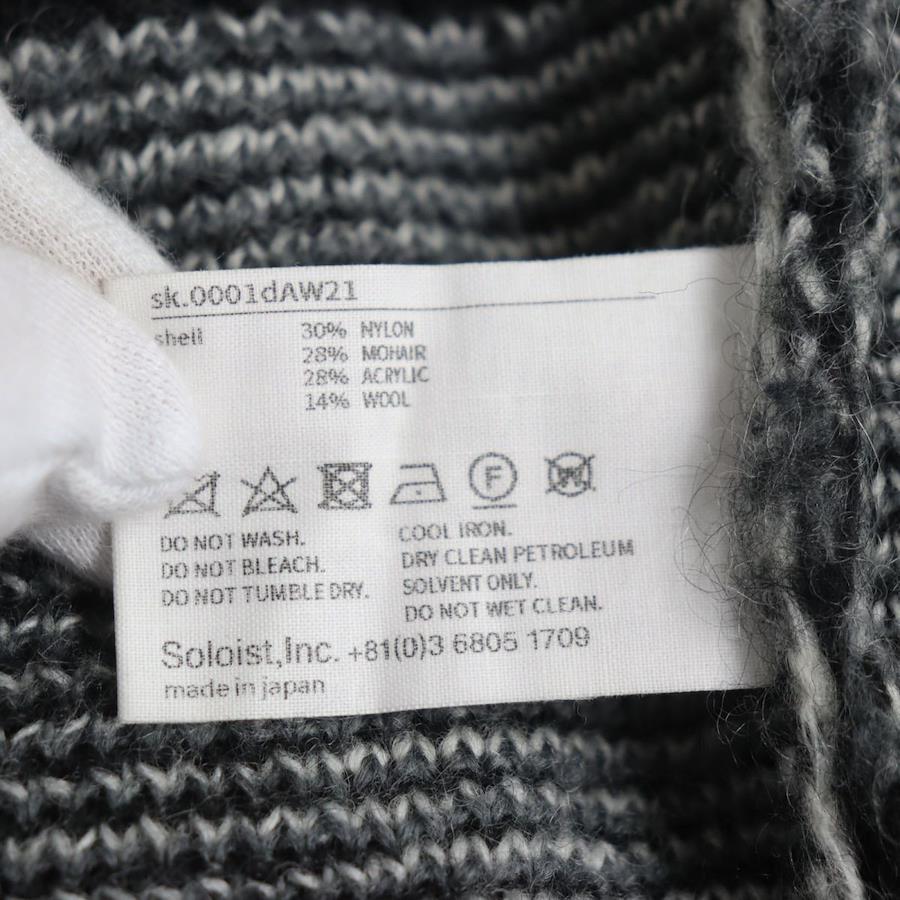 sk.0001dAW21
shell 30% NYLON
28% MOHAIR
28% ACRYLIC
14% WOOL
F W
DO NOT WASH.
DO NOT BLEACH.
DO NOT TUMBLE DRY.
COOL IRON.
DRY CLEAN PETROLEUM
SOLVENT ONLY.
DO NOT WET CLEAN.
Soloist,Inc. +81(0)3 6805 1709
made in japan